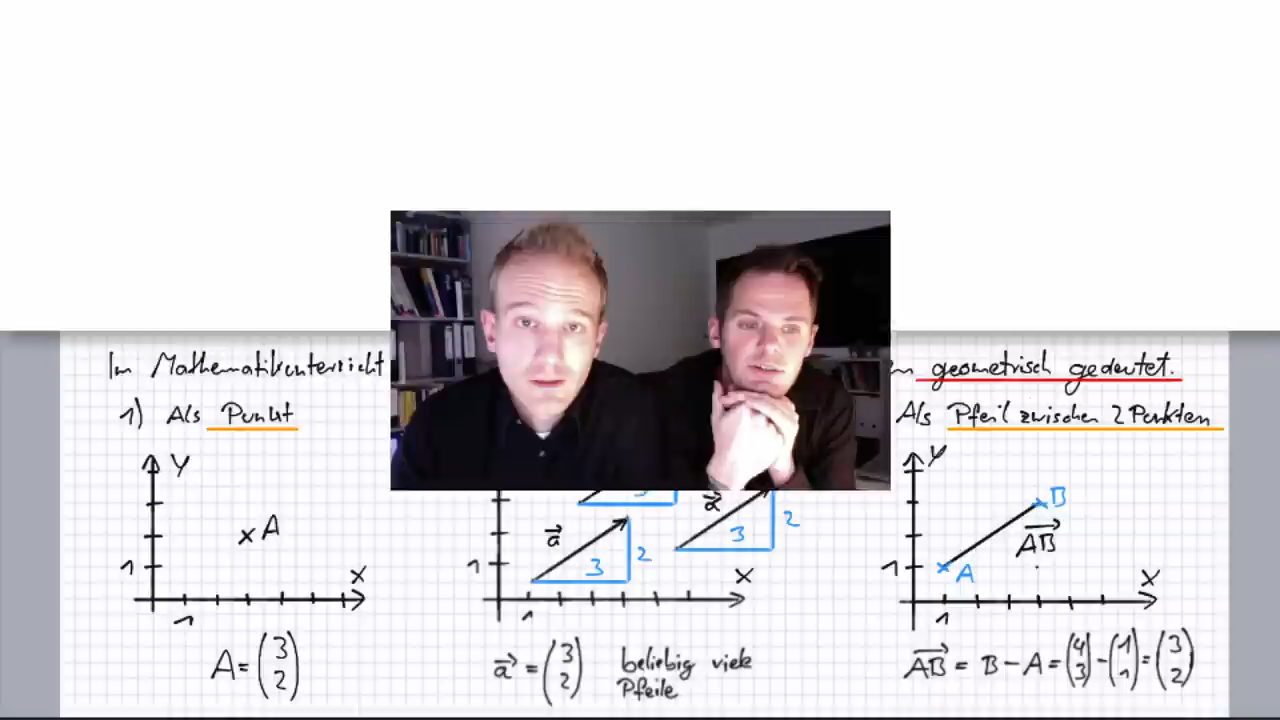 Im Mathematikunterricht
geometrisch gedeutet.
1) Als Punkt
Als Pfeil zwischen 2 Punkten
Y
A
1
X
1
A = (3 2)
3
a
3
2
a
3
2
1
X
1
a = (3 2) beliebig viele
Pfeile
Y
B
AB
A
1
X
1
AB = B - A = (4 3) - (1 1) = (3 2)